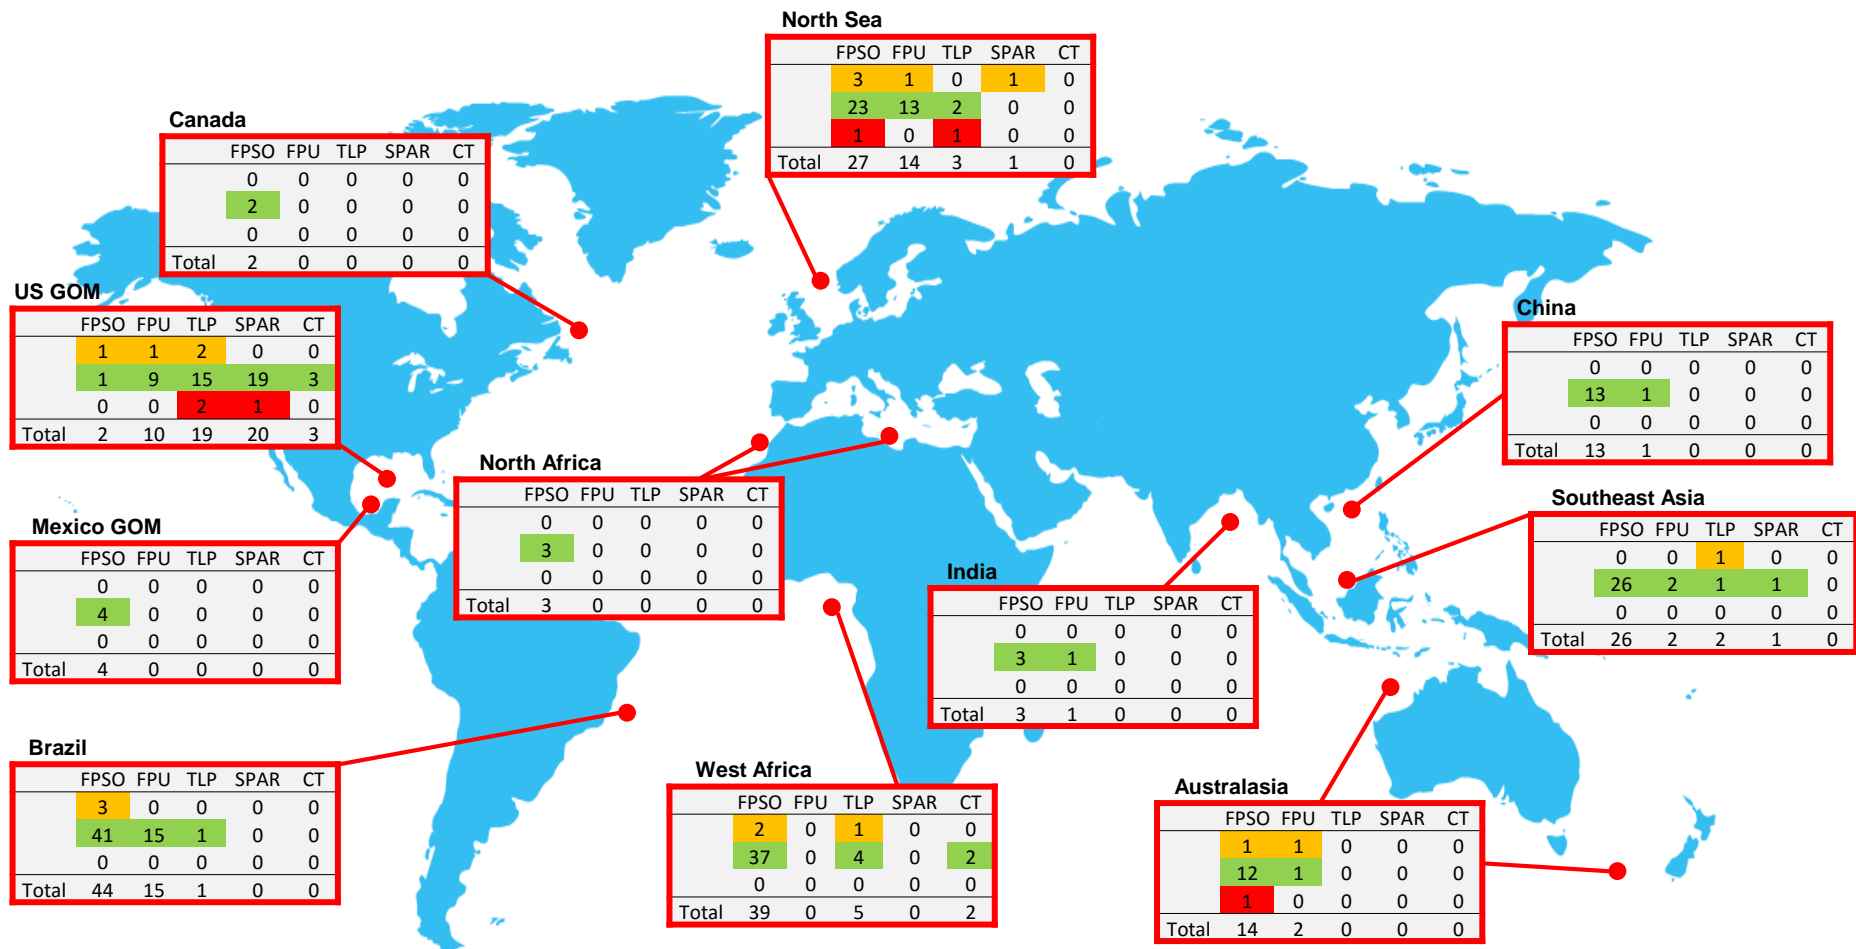 North Sea
FPSO FPU TLP SPAR CT
3 1 0 1 0
23 13 2 0 0
1 0 1 0 0
Total 27 14 3 1 0
Canada
FPSO FPU TLP SPAR CT
0 0 0 0 0
2 0 0 0 0
0 0 0 0 0
Total 2 0 0 0 0
US GOM
FPSO FPU TLP SPAR CT
1 1 2 0 0
1 9 15 19 3
0 0 2 1 0
Total 2 10 19 20 3
China
FPSO FPU TLP SPAR CT
0 0 0 0 0
13 1 0 0 0
0 0 0 0 0
Total 13 1 0 0 0
North Africa
FPSO FPU TLP SPAR CT
0 0 0 0 0
3 0 0 0 0
0 0 0 0 0
Total 3 0 0 0 0
Southeast Asia
FPSO FPU TLP SPAR CT
0 0 1 0 0
26 2 1 1 0
0 0 0 0 0
Total 26 2 2 1 0
Mexico GOM
FPSO FPU TLP SPAR CT
0 0 0 0 0
4 0 0 0 0
0 0 0 0 0
Total 4 0 0 0 0
India
FPSO FPU TLP SPAR CT
0 0 0 0 0
3 1 0 0 0
0 0 0 0 0
Total 3 1 0 0 0
Brazil
FPSO FPU TLP SPAR CT
3 0 0 0 0
41 15 1 0 0
0 0 0 0 0
Total 44 15 1 0 0
West Africa
FPSO FPU TLP SPAR CT
2 0 1 0 0
37 0 4 0 2
0 0 0 0 0
Total 39 0 5 0 2
Australasia
FPSO FPU TLP SPAR CT
1 1 0 0 0
12 1 0 0 0
1 0 0 0 0
Total 14 2 0 0 0